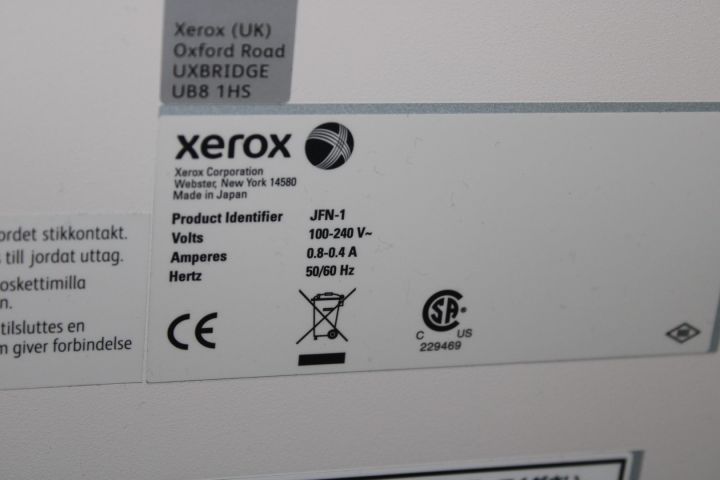 Xerox (UK)
Oxford Road
UXBRIDGE
UB8 1HS
xerox
Xerox Corporation
Webster, New York 14580
Made in Japan
Product Identifier JFN-1
Volts 100-240 V~
Amperes 0.8-0.4 A
Hertz 50/60 Hz
CE
SA
C US
229469
ordet stikkontakt.
till jordat uttag.
oskettimilla
n.
tilsluttes en
m giver forbindelse